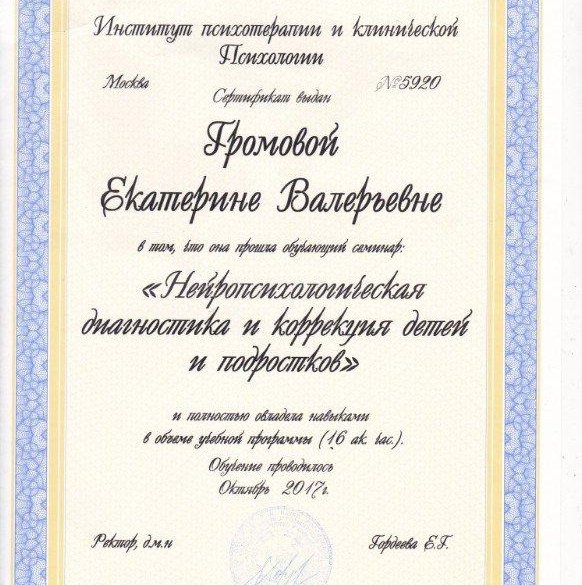 Институт психотерапии и клинической
Психологии
Москва №5920
Сертификат выдан
Громовой
Екатерине Валерьевне
в том, что она прошла обучающий семинар:
«Нейропсихологическая
диагностика и коррекция детей
и подростков»
и полностью овладела навыками
в объеме учебной программы (16 ак. час.).
Обучение проводилось
Октябрь 2017г.
Ректор, д.м.н Гордеева Е.Г.